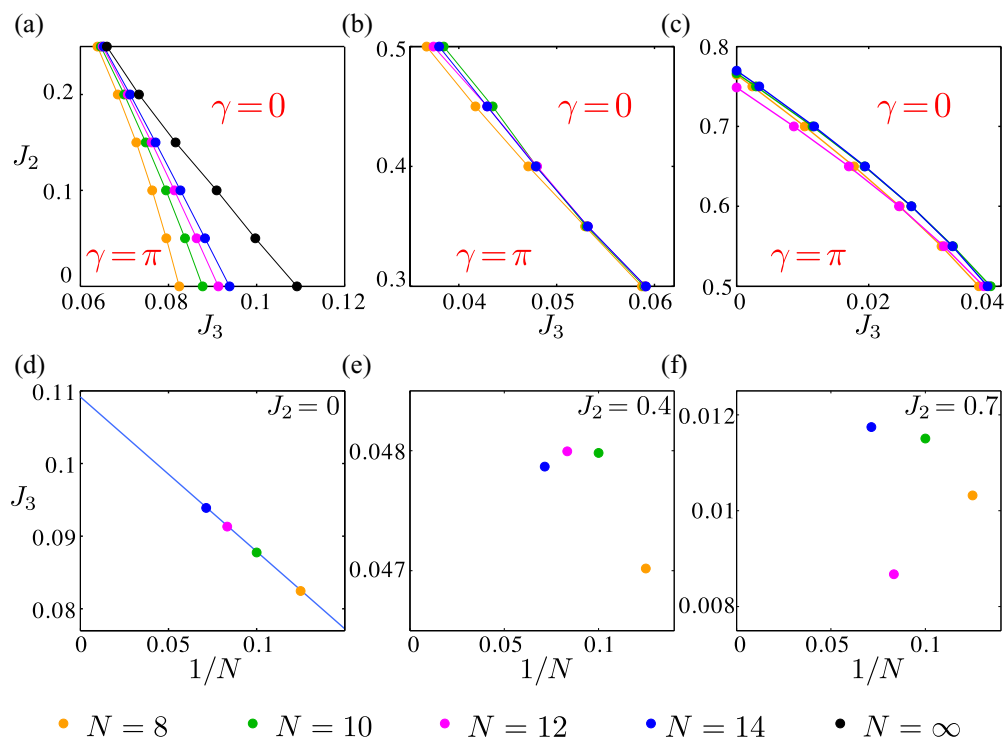 (a) (b) (c)
0.2 0.1 0
J₂
γ = 0
γ = π
0.06 0.08 0.1 0.12
J₃
0.5 0.4 0.3
γ = 0
γ = π
0.04 0.05 0.06
J₃
0.8 0.7 0.6 0.5
γ = 0
γ = π
0 0.02 0.04
J₃
(d) (e) (f)
0.11 0.1 0.09 0.08
J₃
J₂ = 0
0 0.05 0.1
1/N
0.048 0.047
J₂ = 0.4
0.00 0.05 0.1
1/N
0.012 0.01 0.008
J₂ = 0.7
0 0.05 0.1
1/N
N = 8 N = 10 N = 12 N = 14 N = ∞